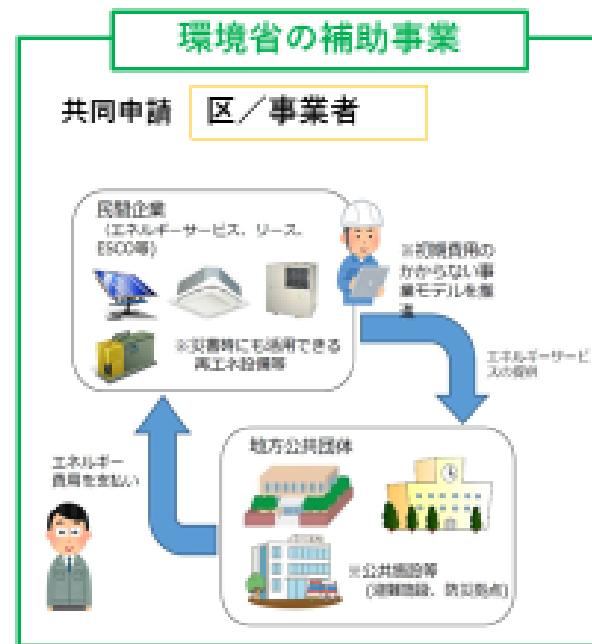 環境省の補助事業
共同申請 区／事業者
民間企業
（エネルギーサービス、リース、
ESCO等)
※初期費用の
かからない事
業モデルを推
進
※災害時にも活用できる
再エネ設備等
エネルギーサービ
スの提供
地方公共団体
エネルギー
費用を支払い
※公共施設等
(避難施設、防災拠点)